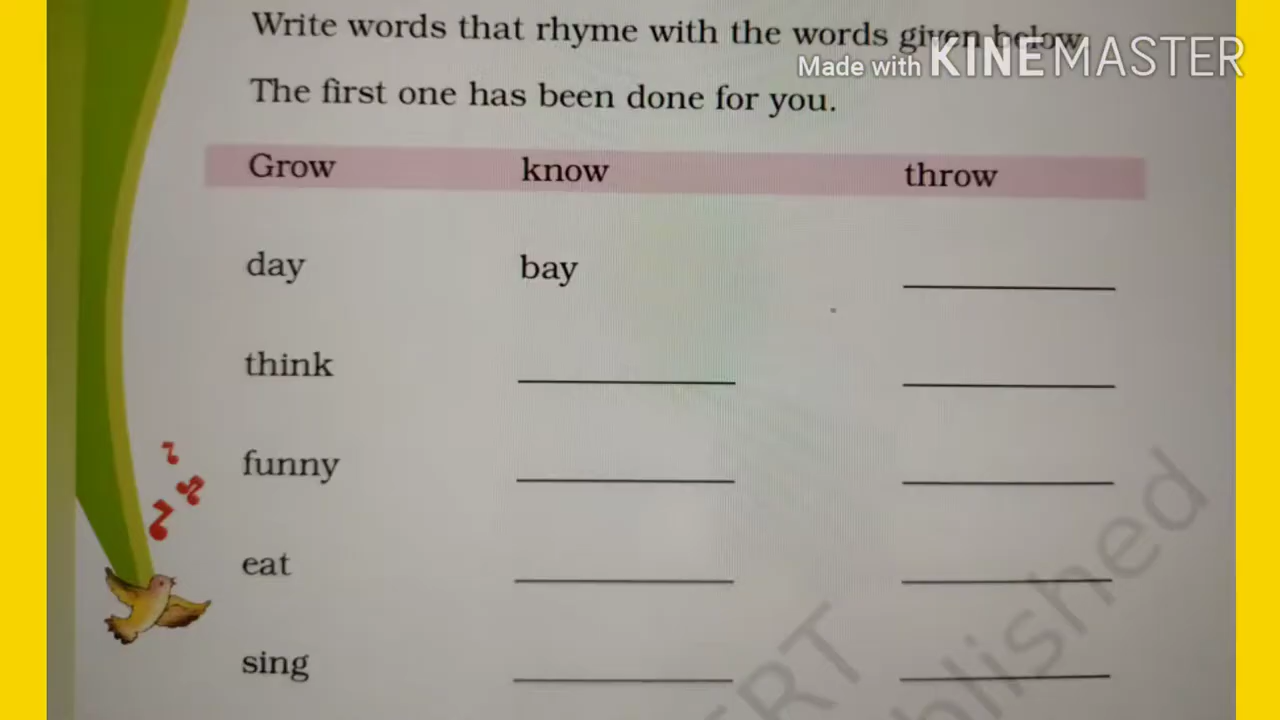 Write words that rhyme with the words given below.
Made with KINEMASTER
The first one has been done for you.
Grow know throw
day bay
think
funny
eat
sing